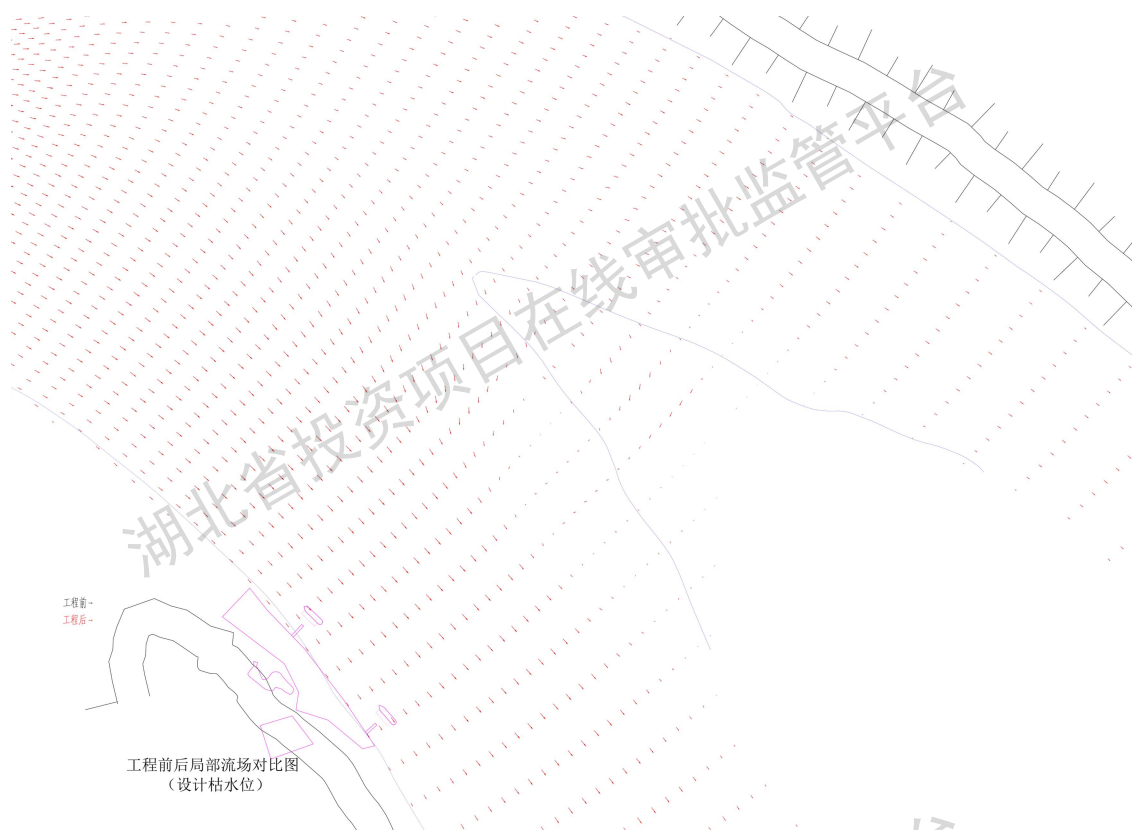 湖北省投资项目在线审批监管平台
工程前
工程后
工程前后局部流场对比图
（设计枯水位）
台